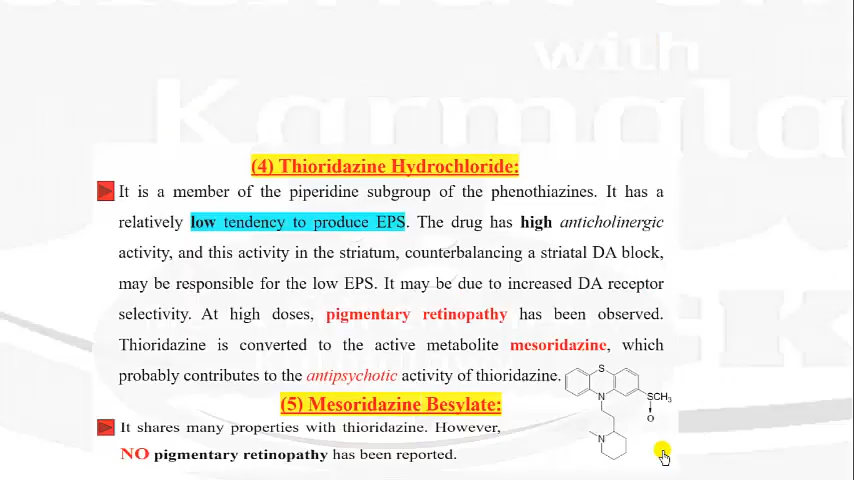 with
Karmala
(4) Thioridazine Hydrochloride:
It is a member of the piperidine subgroup of the phenothiazines. It has a
relatively low tendency to produce EPS. The drug has high anticholinergic
activity, and this activity in the striatum, counterbalancing a striatal DA block,
may be responsible for the low EPS. It may be due to increased DA receptor
selectivity. At high doses, pigmentary retinopathy has been observed.
Thioridazine is converted to the active metabolite mesoridazine, which
probably contributes to the antipsychotic activity of thioridazine.
S
N
SCH3
O
N
(5) Mesoridazine Besylate:
It shares many properties with thioridazine. However,
NO pigmentary retinopathy has been reported.